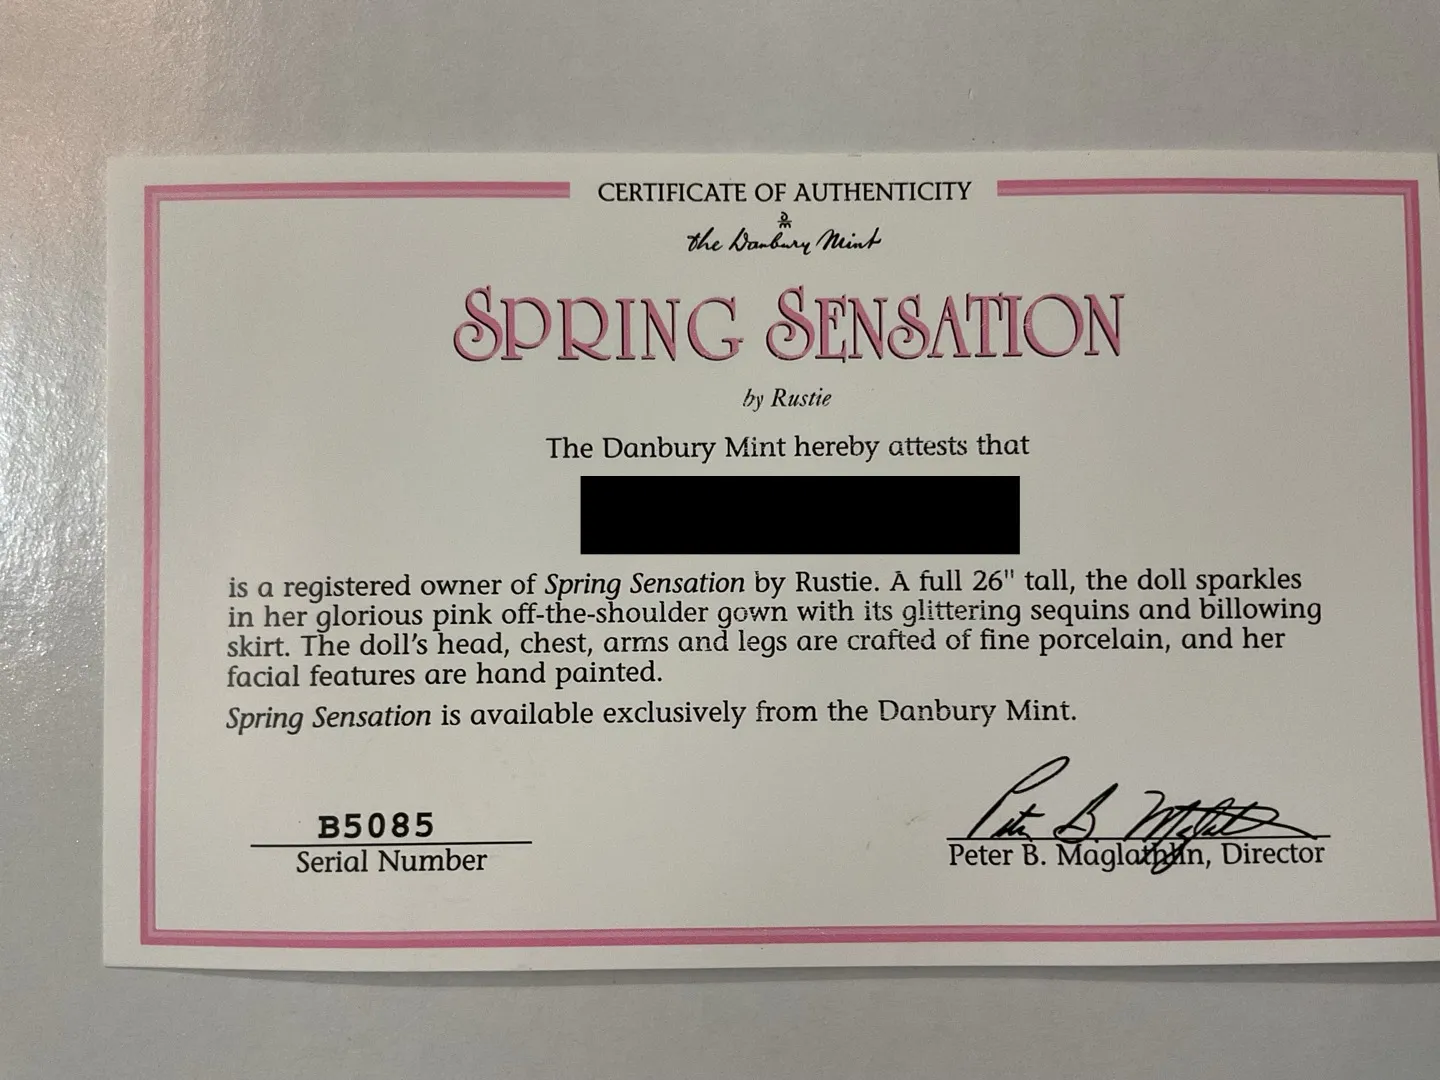 CERTIFICATE OF AUTHENTICITY
the Danbury Mint
SPRING SENSATION
by Rustie
The Danbury Mint hereby attests that
is a registered owner of Spring Sensation by Rustie. A full 26" tall, the doll sparkles
in her glorious pink off-the-shoulder gown with its glittering sequins and billowing
skirt. The doll's head, chest, arms and legs are crafted of fine porcelain, and her
facial features are hand painted.
Spring Sensation is available exclusively from the Danbury Mint.
B5085
Serial Number
Peter B. Maglathlin
Peter B. Maglathlin, Director